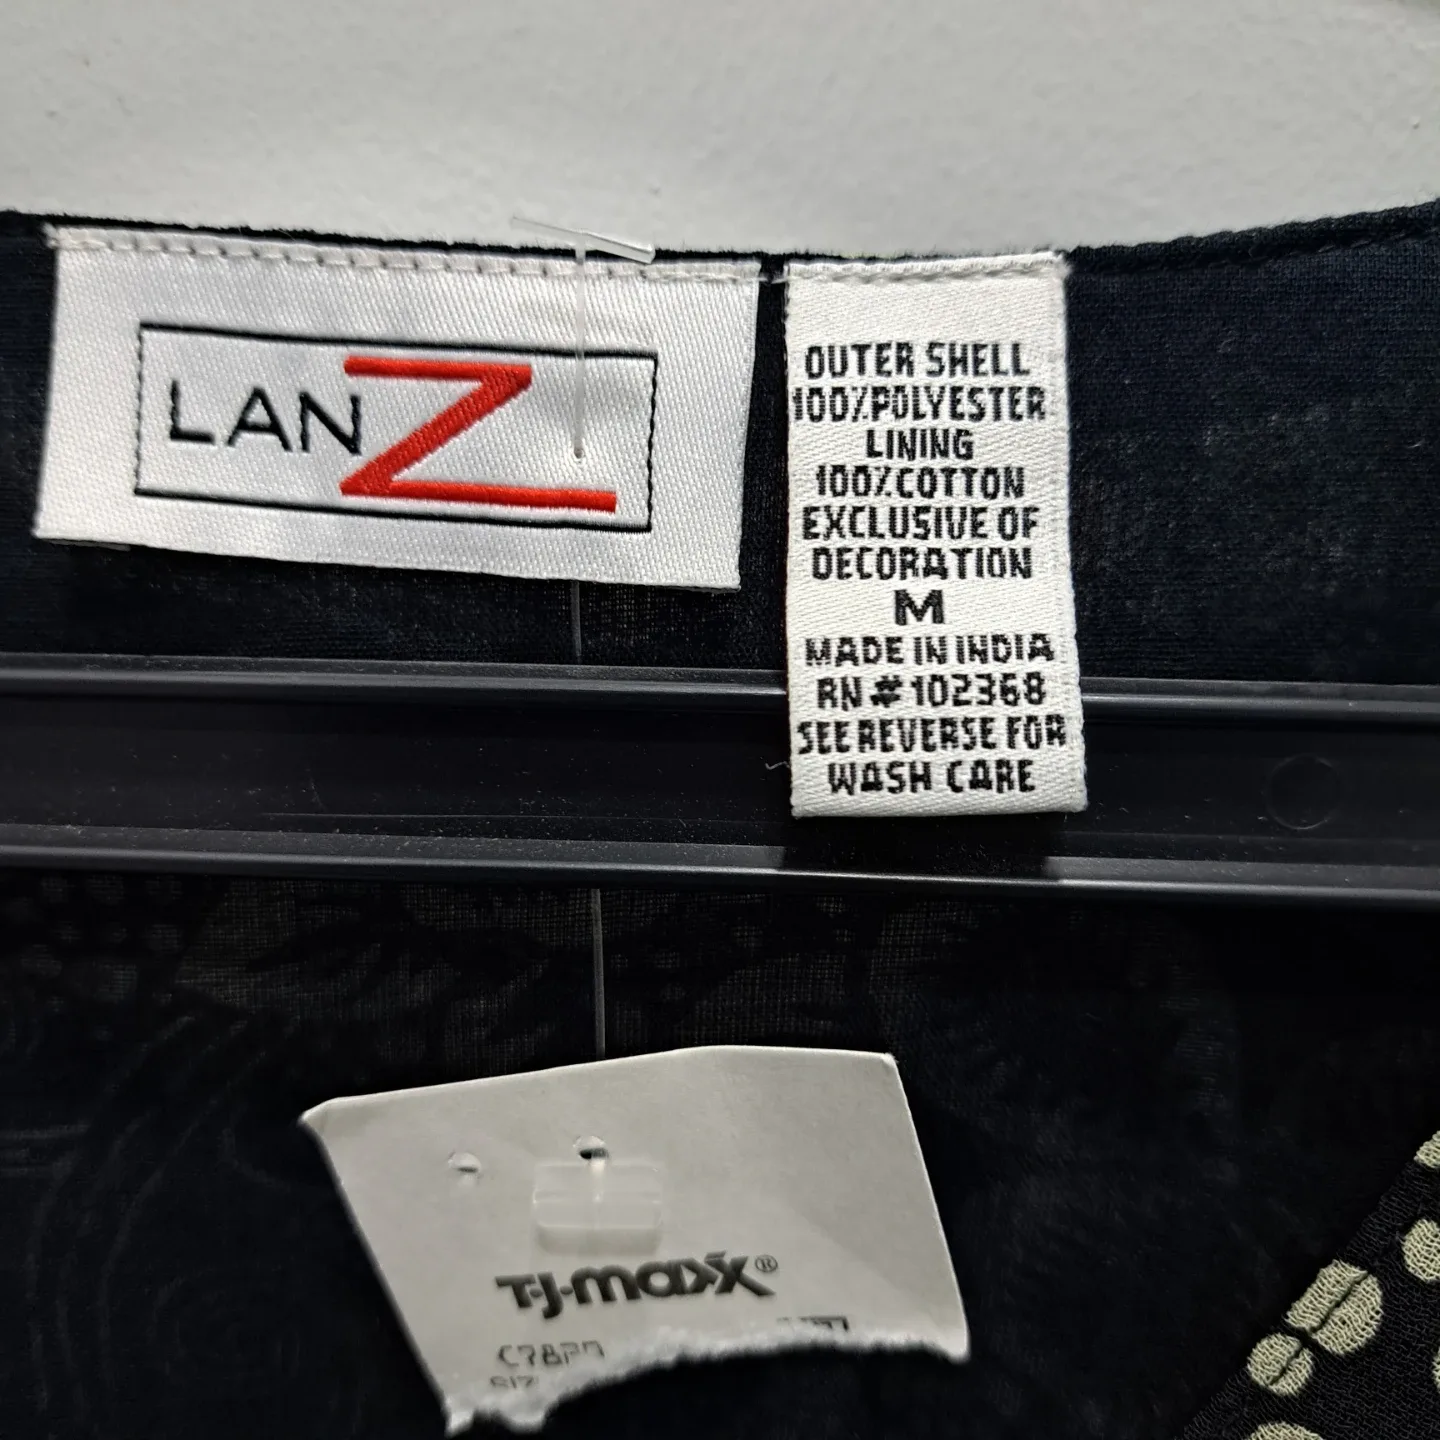 LANZ
OUTER SHELL
100%POLYESTER
LINING
100%COTTON
EXCLUSIVE OF
DECORATION
M
MADE IN INDIA
RN #102368
SEE REVERSE FOR
WASH CARE
T·J·maxx®